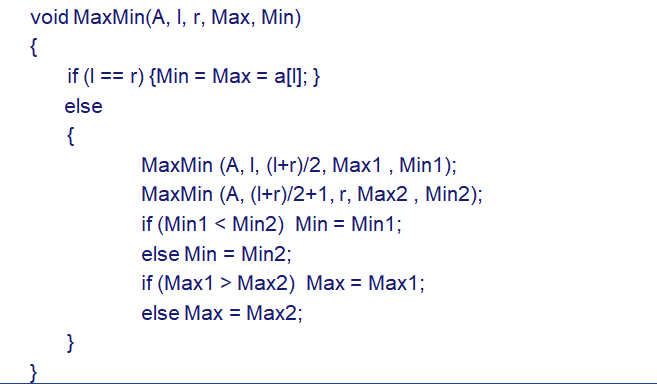 void MaxMin(A, l, r, Max, Min)
{
if (l == r) {Min = Max = a[l]; }
else
{
MaxMin (A, l, (l+r)/2, Max1 , Min1);
MaxMin (A, (l+r)/2+1, r, Max2 , Min2);
if (Min1 < Min2)  Min = Min1;
else Min = Min2;
if (Max1 > Max2)  Max = Max1;
else Max = Max2;
}
}